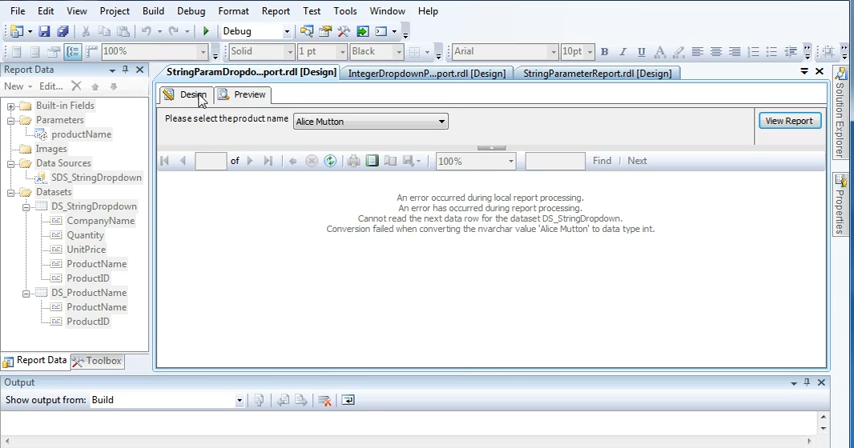 File Edit View Project Build Debug Format Report Test Tools Window Help
Debug
100% Solid 1 pt Black Arial 10pt B I U A
Report Data
StringParamDropdo...port.rdl [Design] IntegerDropdownP...port.rdl [Design] StringParameterReport.rdl [Design]
New Edit...
Design Preview
Built-in Fields
Parameters
productName
Images
Data Sources
SDS_StringDropdown
Datasets
DS_StringDropdown
CompanyName
Quantity
UnitPrice
ProductName
ProductID
DS_ProductName
ProductName
ProductID
Report Data Toolbox
Please select the product name Alice Mutton View Report
of 100% Find Next
An error occurred during local report processing.
An error has occurred during report processing.
Cannot read the next data row for the dataset DS_StringDropdown.
Conversion failed when converting the nvarchar value 'Alice Mutton' to data type int.
Solution Explorer
Properties
Output
Show output from: Build